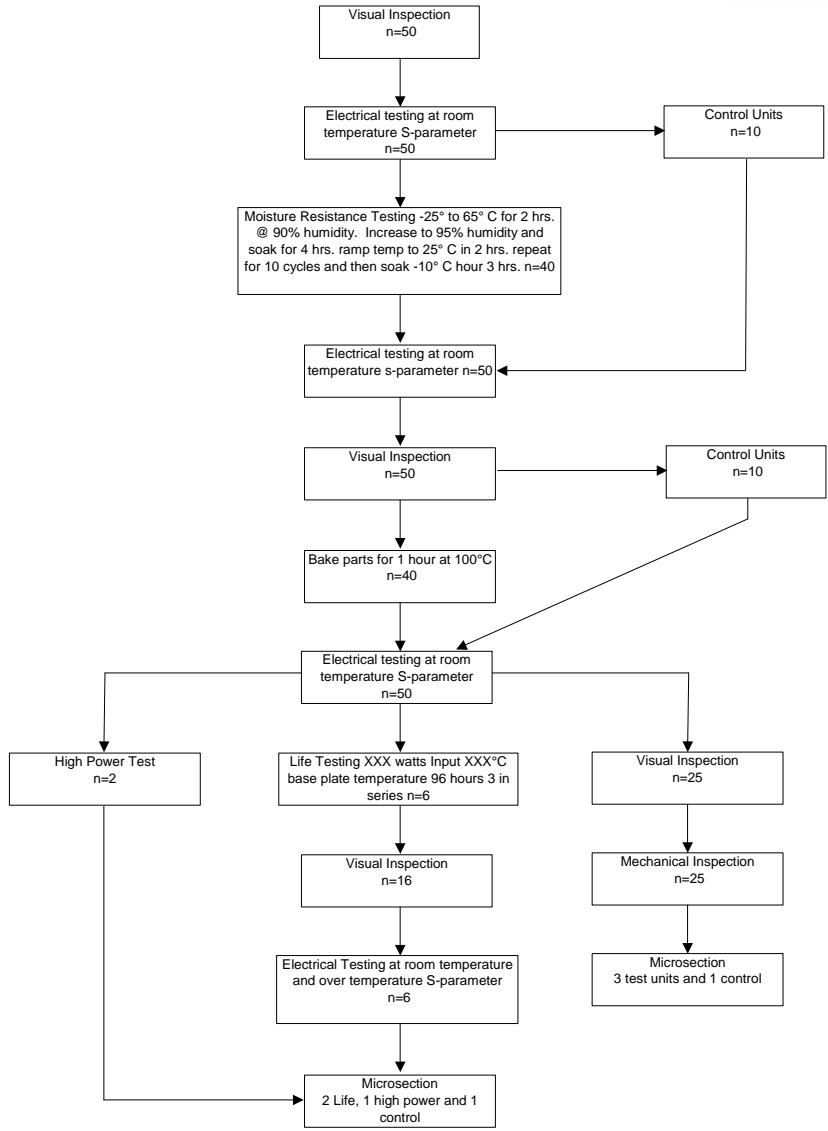 Visual Inspection
n=50
Electrical testing at room
temperature S-parameter
n=50
Control Units
n=10
Moisture Resistance Testing -25° to 65° C for 2 hrs.
@ 90% humidity.  Increase to 95% humidity and
soak for 4 hrs. ramp temp to 25° C in 2 hrs. repeat
for 10 cycles and then soak -10° C hour 3 hrs. n=40
Electrical testing at room
temperature s-parameter n=50
Visual Inspection
n=50
Control Units
n=10
Bake parts for 1 hour at 100°C
n=40
Electrical testing at room
temperature S-parameter
n=50
High Power Test
n=2
Life Testing XXX watts Input XXX°C
base plate temperature 96 hours 3 in
series n=6
Visual Inspection
n=25
Visual Inspection
n=16
Mechanical Inspection
n=25
Electrical Testing at room temperature
and over temperature S-parameter
n=6
Microsection
3 test units and 1 control
Microsection
2 Life, 1 high power and 1
control